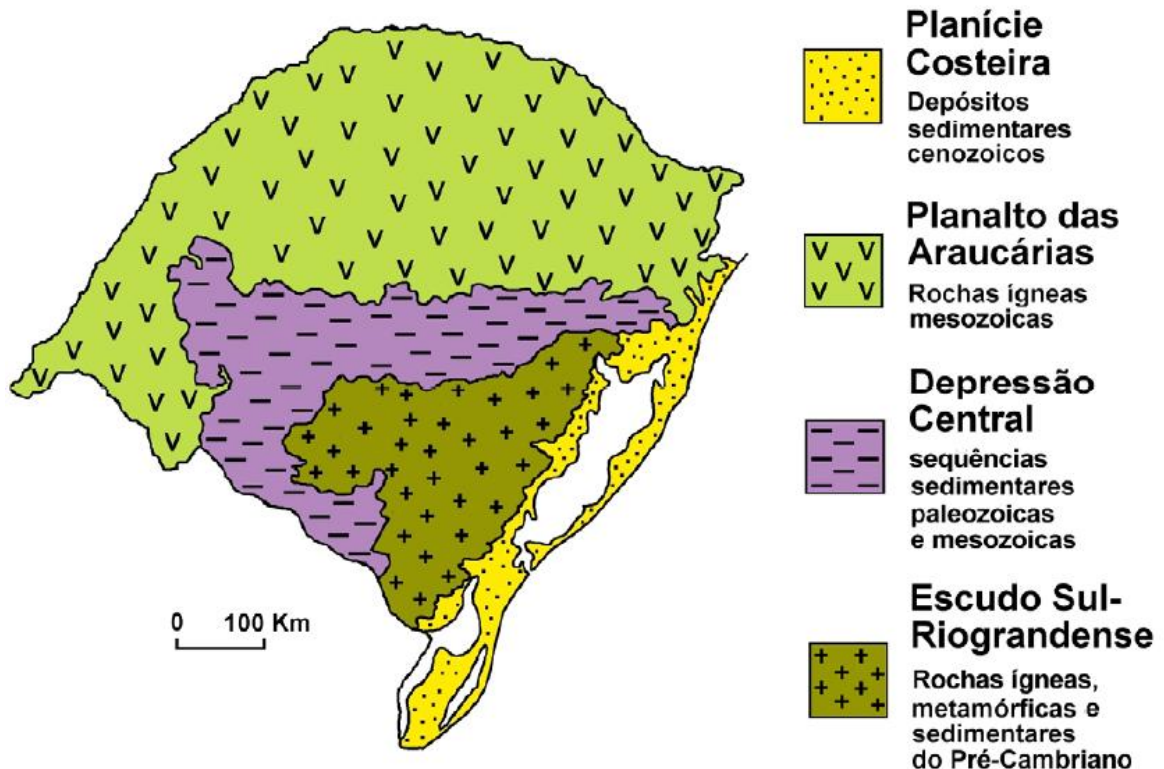 Planície
Costeira
Depósitos
sedimentares
cenozoicos
Planalto das
Araucárias
Rochas ígneas
mesozoicas
Depressão
Central
sequências
sedimentares
paleozoicas
e mesozoicas
Escudo Sul-
Riograndense
Rochas ígneas,
metamórficas e
sedimentares
do Pré-Cambriano
0 100 Km